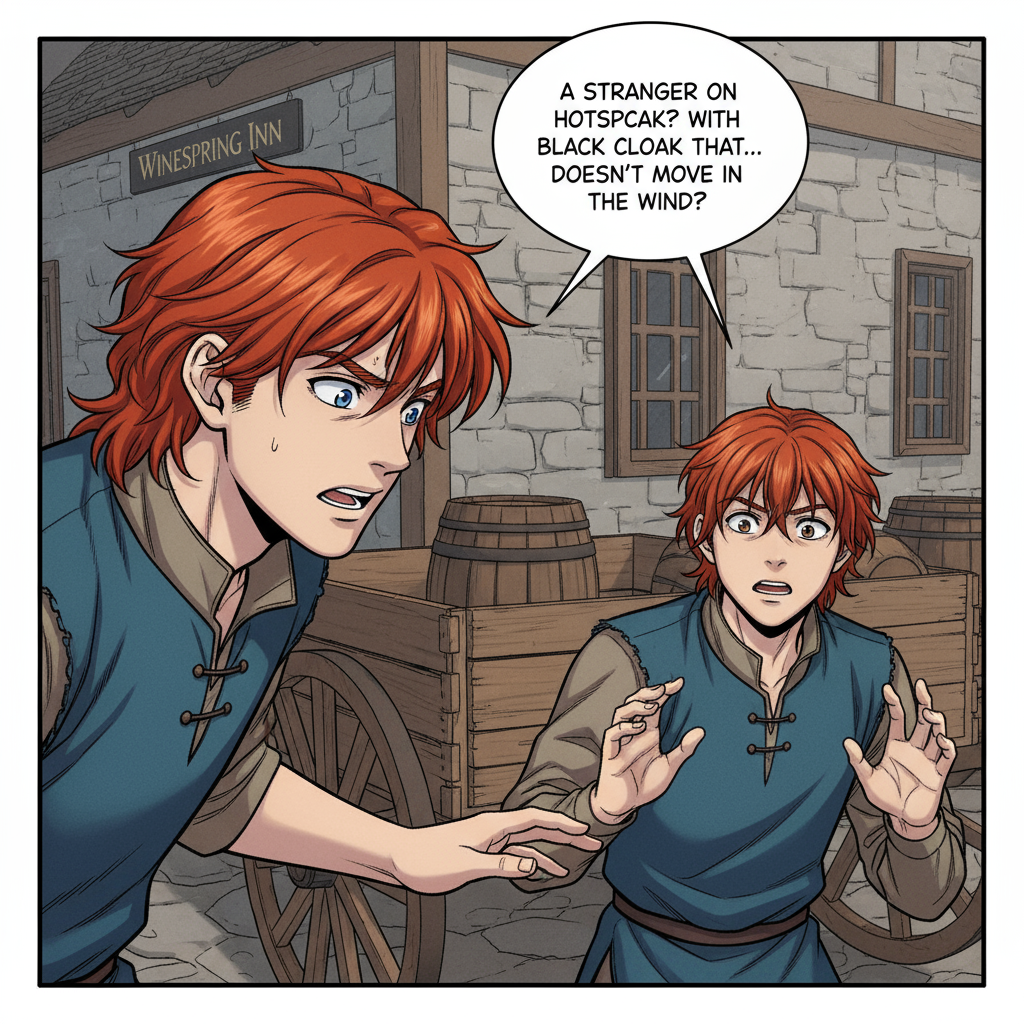 WINESPRING INN
A STRANGER ON
HOTSPCAK? WITH
BLACK CLOAK THAT...
DOESN'T MOVE IN
THE WIND?